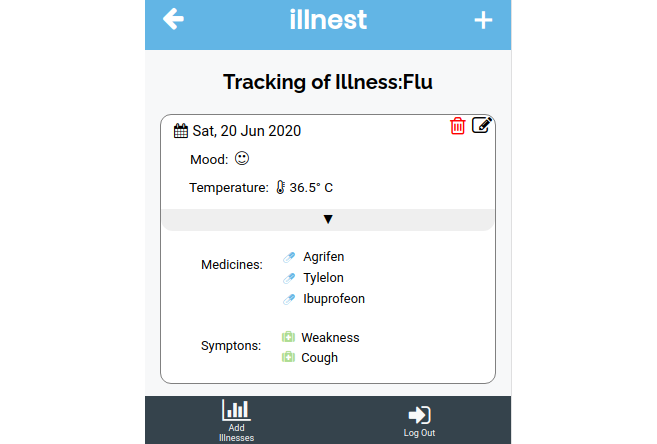 illnest
Tracking of Illness:Flu
Sat, 20 Jun 2020
Mood:
Temperature: 36.5° C
Medicines:
Agrifen
Tylelon
Ibuprofeon
Symptons:
Weakness
Cough
Add
Illnesses
Log Out